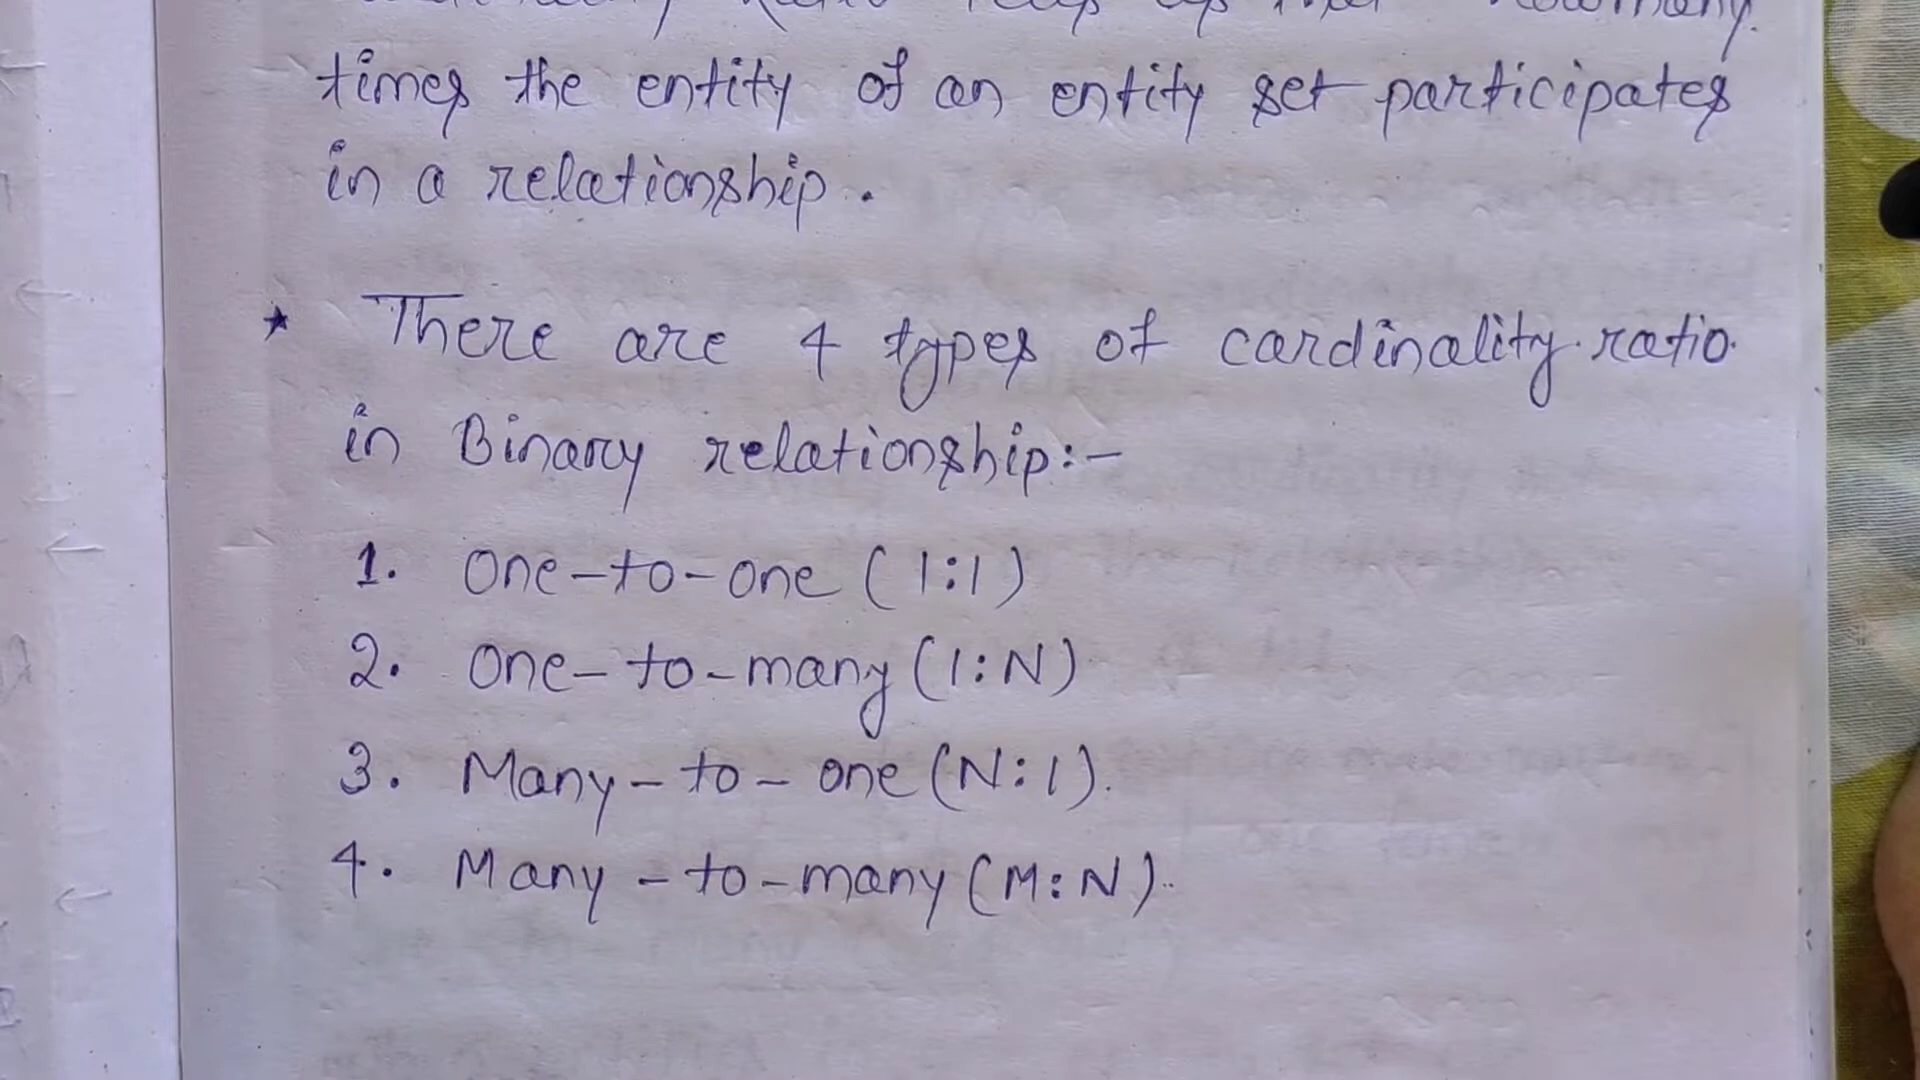 times the entity of an entity set participates
in a relationship.
* There are 4 types of cardinality ratio
in Binary relationship:-
1. One-to-one (1:1)
2. One-to-many (1:N)
3. Many-to-one (N:1).
4. Many-to-many (M:N).